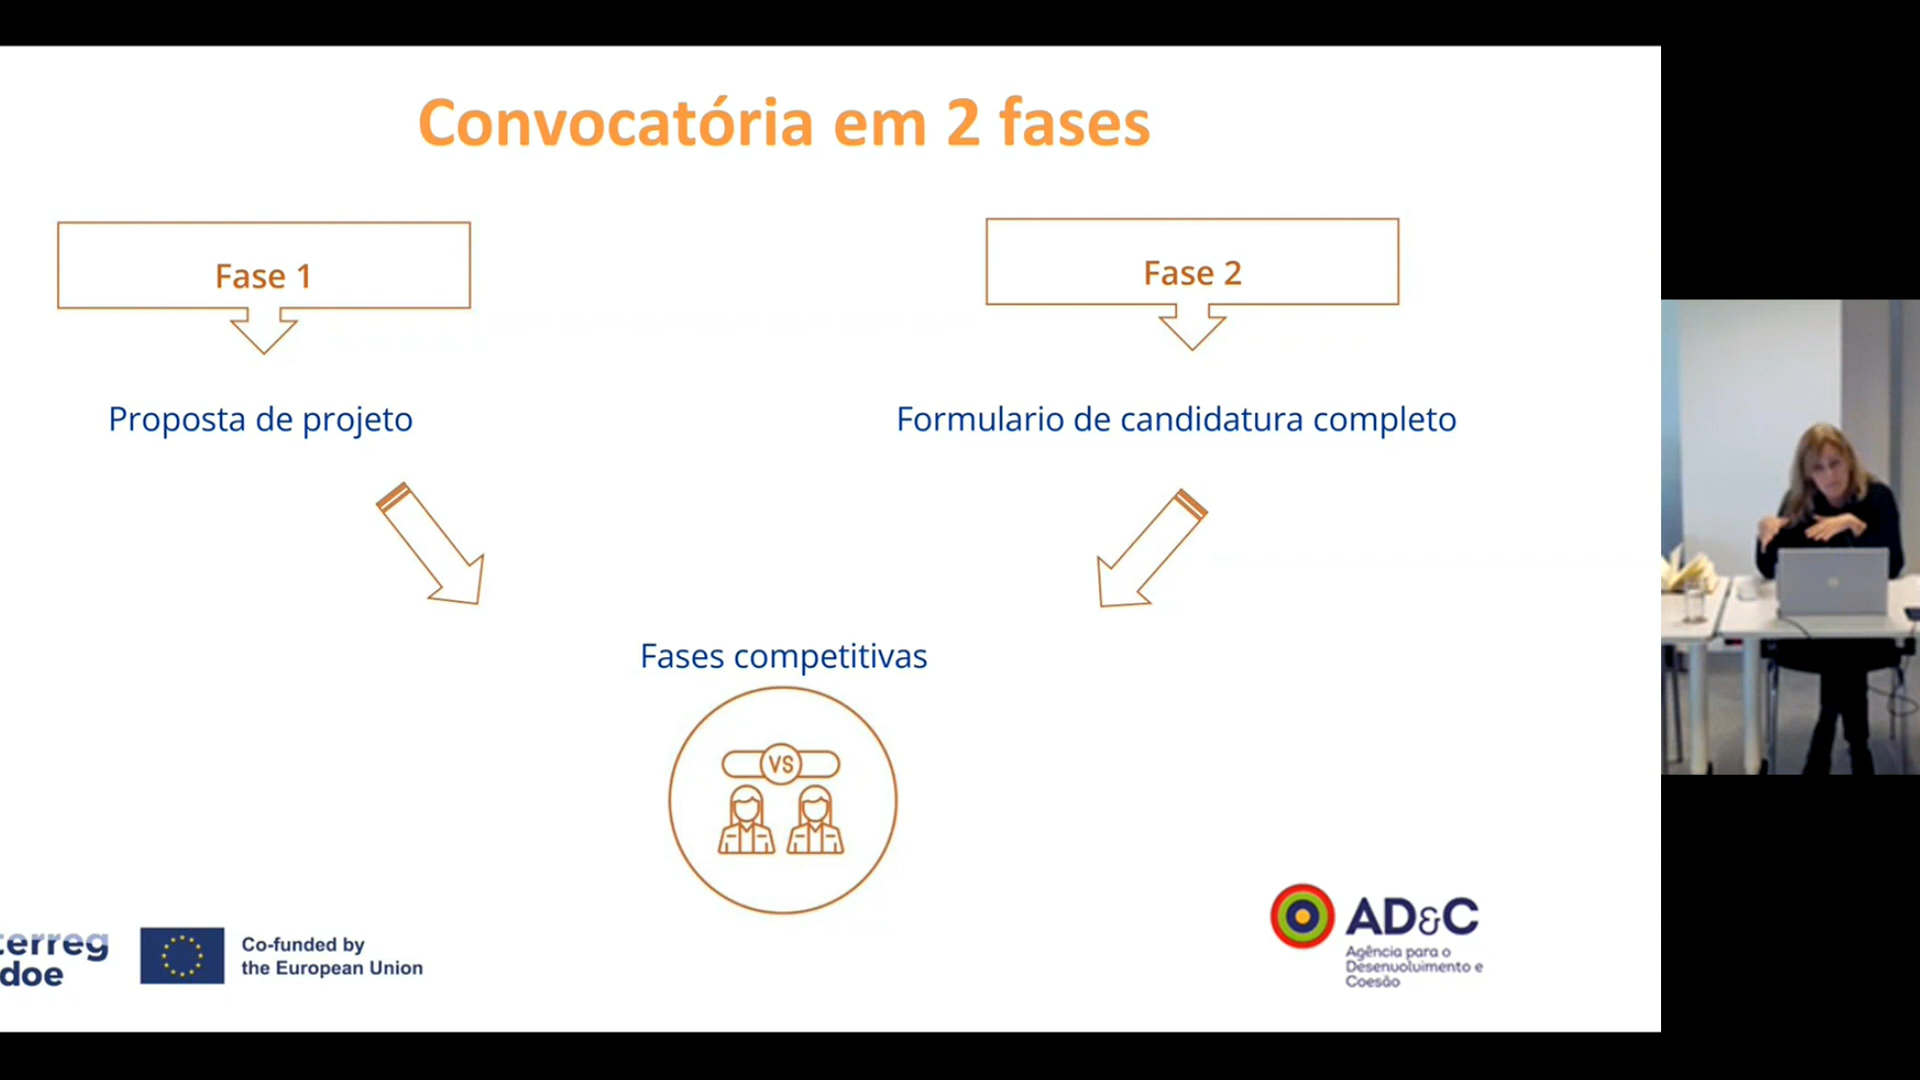 Convocatória em 2 fases
Fase 1
Fase 2
Proposta de projeto
Formulario de candidatura completo
Fases competitivas
VS
terreg
doe
Co-funded by
the European Union
AD&C
Agência para o
Desenvolvimento e
Coesão